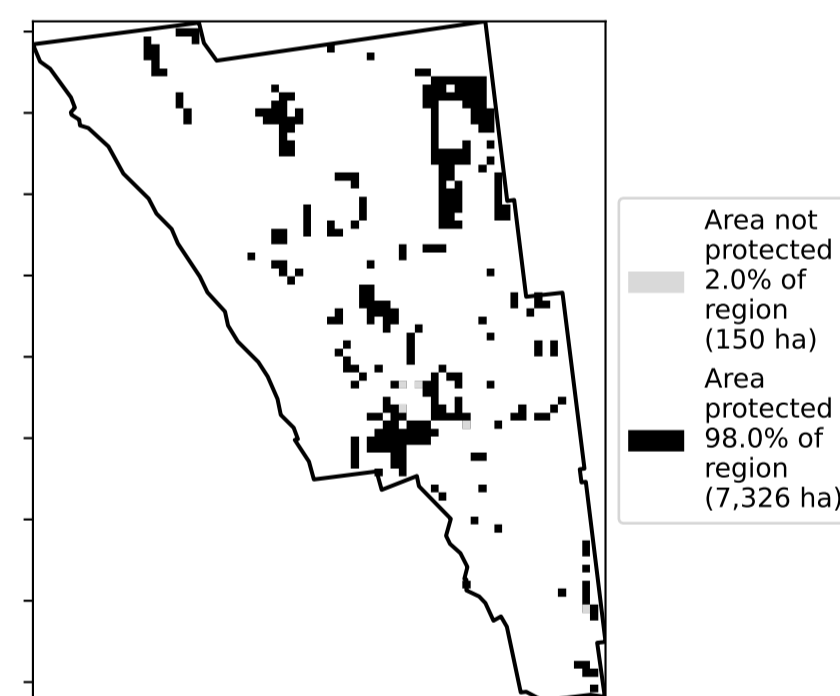 Area not
protected
2.0% of
region
(150 ha)
Area
protected
98.0% of
region
(7,326 ha)